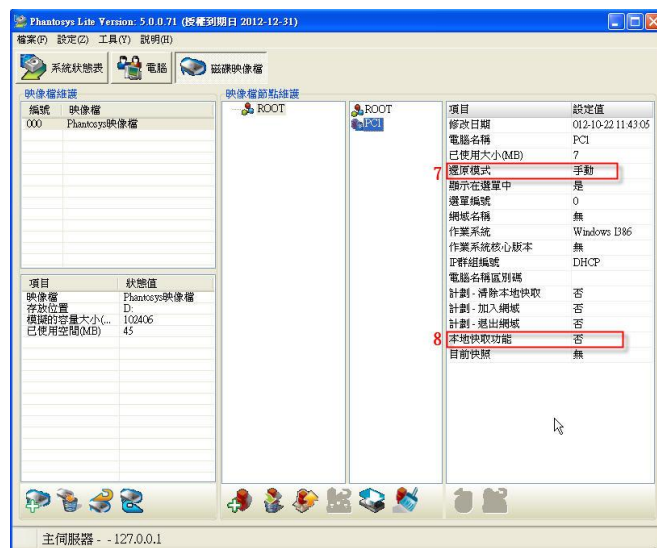 Phantosys Lite Version: 5.0.0.71 (授權到期日 2012-12-31)
檔案(F) 設定(Z) 工具(Y) 説明(H)
系統狀態表 電腦 磁碟映像檔
映像檔維護
編號 映像檔
000 Phantosys映像檔
項目 狀態值
映像檔 Phantosys映像檔
存放位置 D:
模擬的容量大小(... 102406
已使用空間(MB) 45
映像檔節點維護
ROOT
ROOT
PC1
項目 設定值
修改日期 012-10-22 11:43:05
電腦名稱 PC1
已使用大小(MB) 7
7 還原模式 手動
顯示在選單中 是
選單編號 0
網域名稱 無
作業系統 Windows I386
作業系統核心版本 無
IP群組編號 DHCP
電腦名稱區別碼
計劃 - 清除本地快取 否
計劃 - 加入網域 否
計劃 - 退出網域 否
8 本地快取功能 否
目前快照 無
主伺服器 - - 127.0.0.1